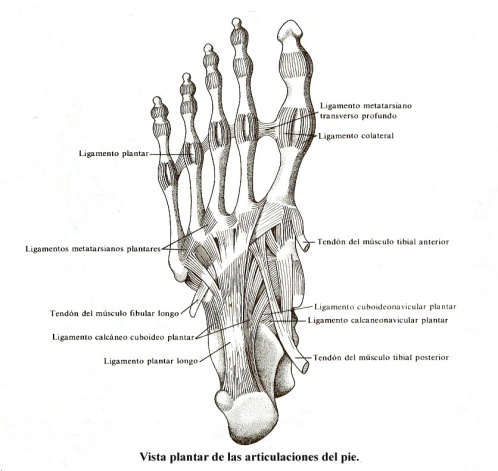 Ligamento metatarsiano
transverso profundo
Ligamento colateral
Ligamento plantar
Ligamentos metatarsianos plantares
Tendón del músculo tibial anterior
Tendón del músculo fibular longo
Ligamento cuboideonavicular plantar
Ligamento calcaneonavicular plantar
Ligamento calcáneo cuboideo plantar
Ligamento plantar longo
Tendón del músculo tibial posterior
Vista plantar de las articulaciones del pie.